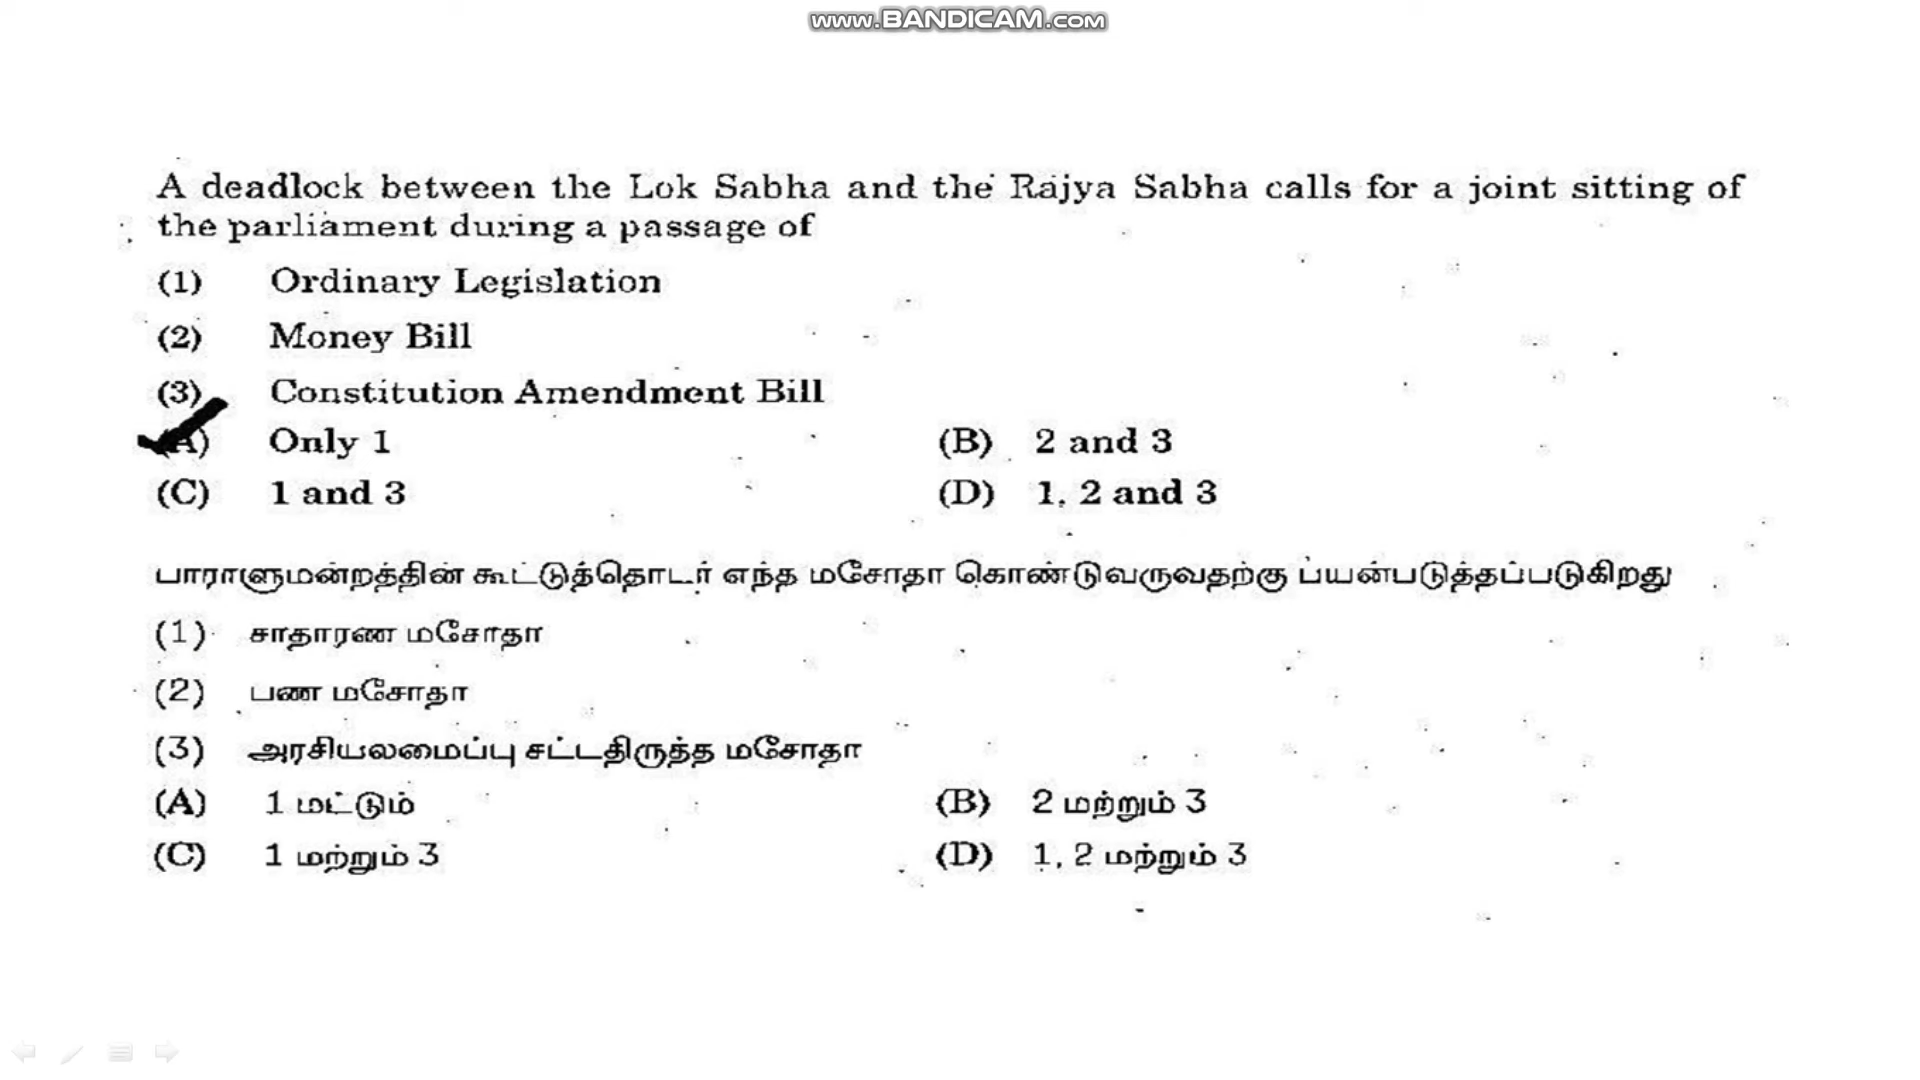 www.BANDICAM.com
A deadlock between the Lok Sabha and the Rajya Sabha calls for a joint sitting of
the parliament during a passage of
(1) Ordinary Legislation
(2) Money Bill
(3) Constitution Amendment Bill
(A) Only 1 (B) 2 and 3
(C) 1 and 3 (D) 1, 2 and 3
பாராளுமன்றத்தின் கூட்டுத்தொடர் எந்த மசோதா கொண்டுவருவதற்கு பயன்படுத்தப்படுகிறது
(1) சாதாரண மசோதா
(2) பண மசோதா
(3) அரசியலமைப்பு சட்டதிருத்த மசோதா
(A) 1 மட்டும் (B) 2 மற்றும் 3
(C) 1 மற்றும் 3 (D) 1, 2 மற்றும் 3